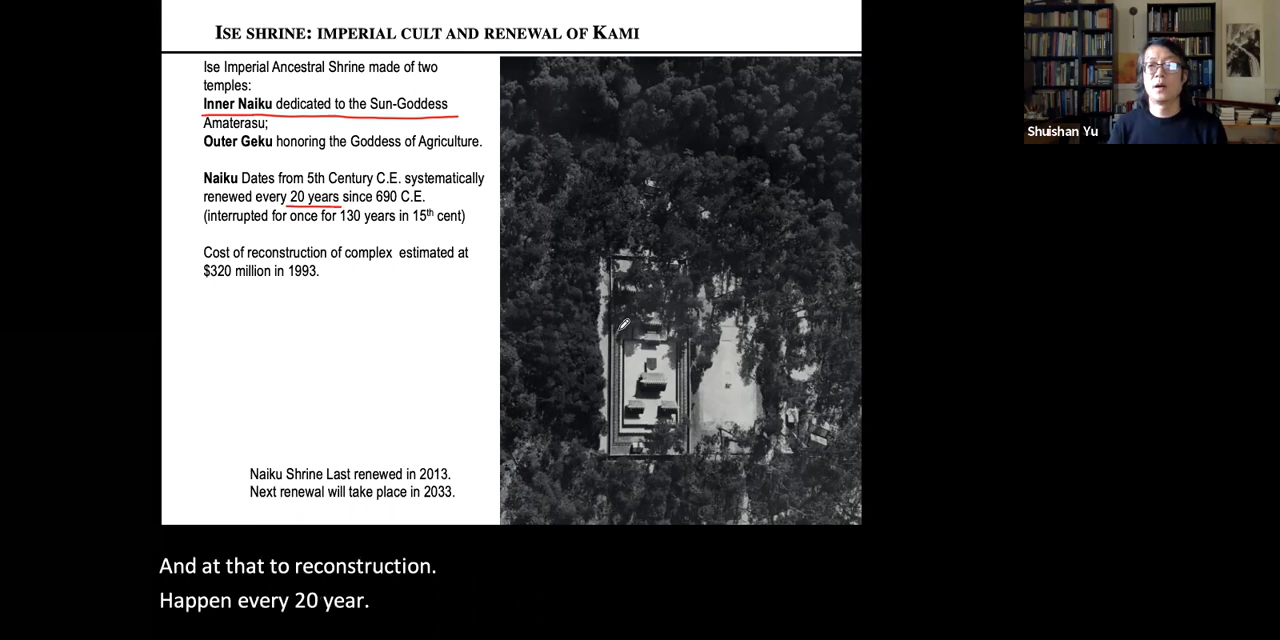 ISE SHRINE: IMPERIAL CULT AND RENEWAL OF KAMI
Ise Imperial Ancestral Shrine made of two
temples:
Inner Naiku dedicated to the Sun-Goddess
Amaterasu;
Outer Geku honoring the Goddess of Agriculture.
Naiku Dates from 5th Century C.E. systematically
renewed every 20 years since 690 C.E.
(interrupted for once for 130 years in 15th cent)
Cost of reconstruction of complex estimated at
$320 million in 1993.
Naiku Shrine Last renewed in 2013.
Next renewal will take place in 2033.
Shuishan Yu
And at that to reconstruction.
Happen every 20 year.